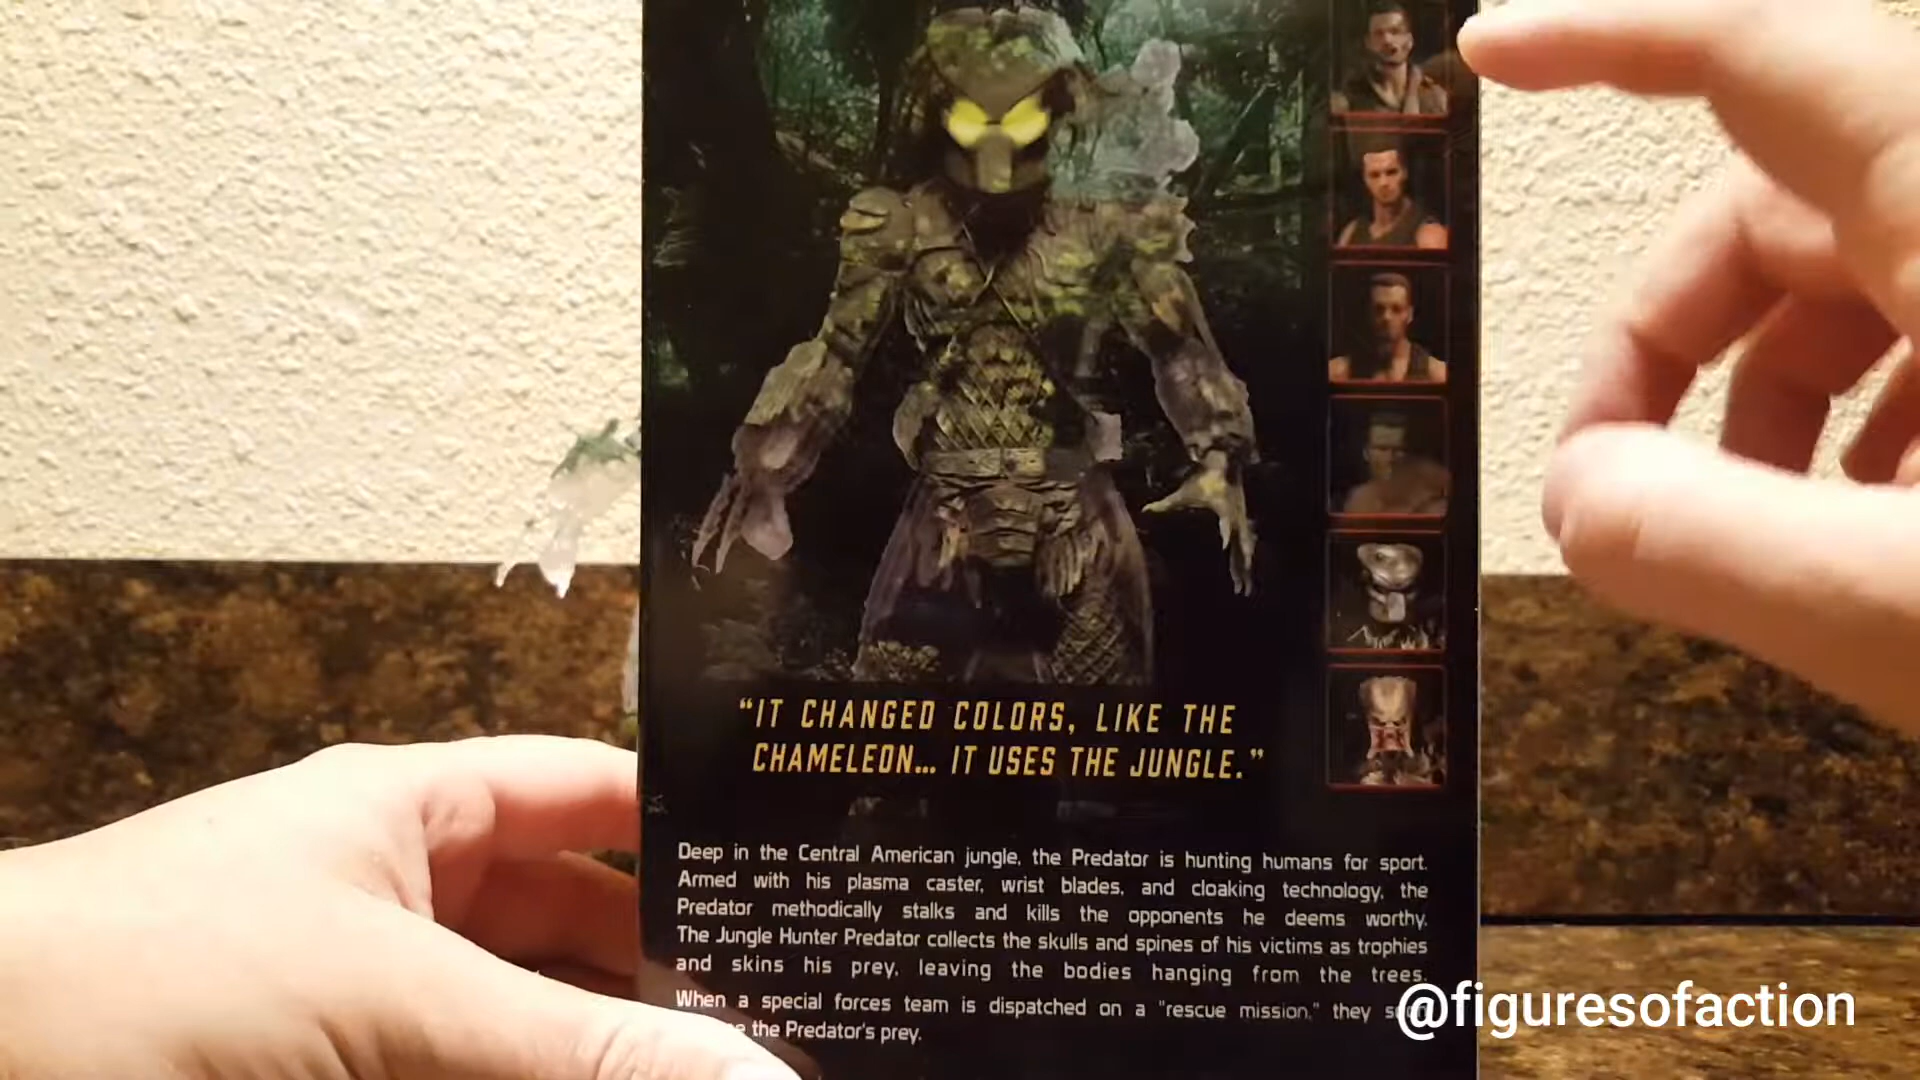 “IT CHANGED COLORS, LIKE THE
CHAMELEON... IT USES THE JUNGLE.”
Deep in the Central American jungle, the Predator is hunting humans for sport.
Armed with his plasma caster, wrist blades, and cloaking technology, the
Predator methodically stalks and kills the opponents he deems worthy.
The Jungle Hunter Predator collects the skulls and spines of his victims as trophies
and skins his prey, leaving the bodies hanging from the trees.
When a special forces team is dispatched on a "rescue mission," they
the Predator's prey.
@figuresofaction